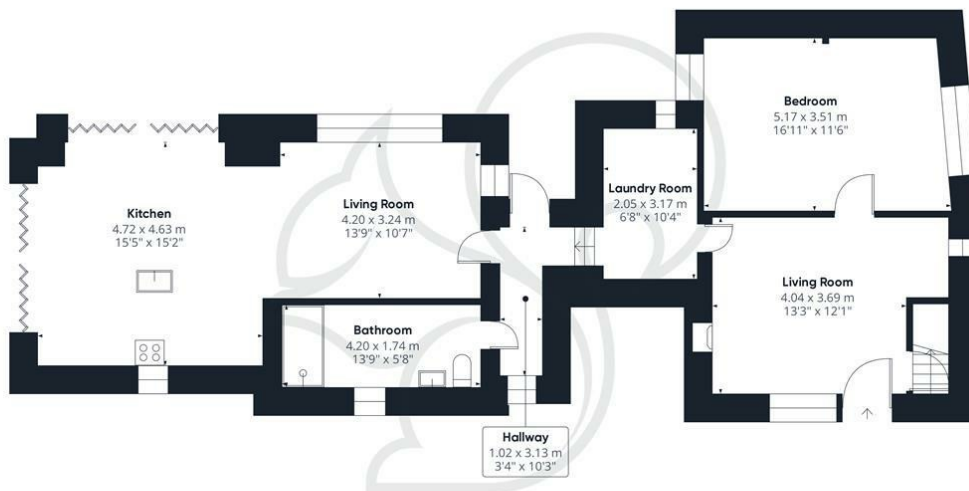 Bedroom
5.17 x 3.51 m
16'11" x 11'6"
Laundry Room
2.05 x 3.17 m
6'8" x 10'4"
Living Room
4.20 x 3.24 m
13'9" x 10'7"
Kitchen
4.72 x 4.63 m
15'5" x 15'2"
Living Room
4.04 x 3.69 m
13'3" x 12'1"
Bathroom
4.20 x 1.74 m
13'9" x 5'8"
Hallway
1.02 x 3.13 m
3'4" x 10'3"